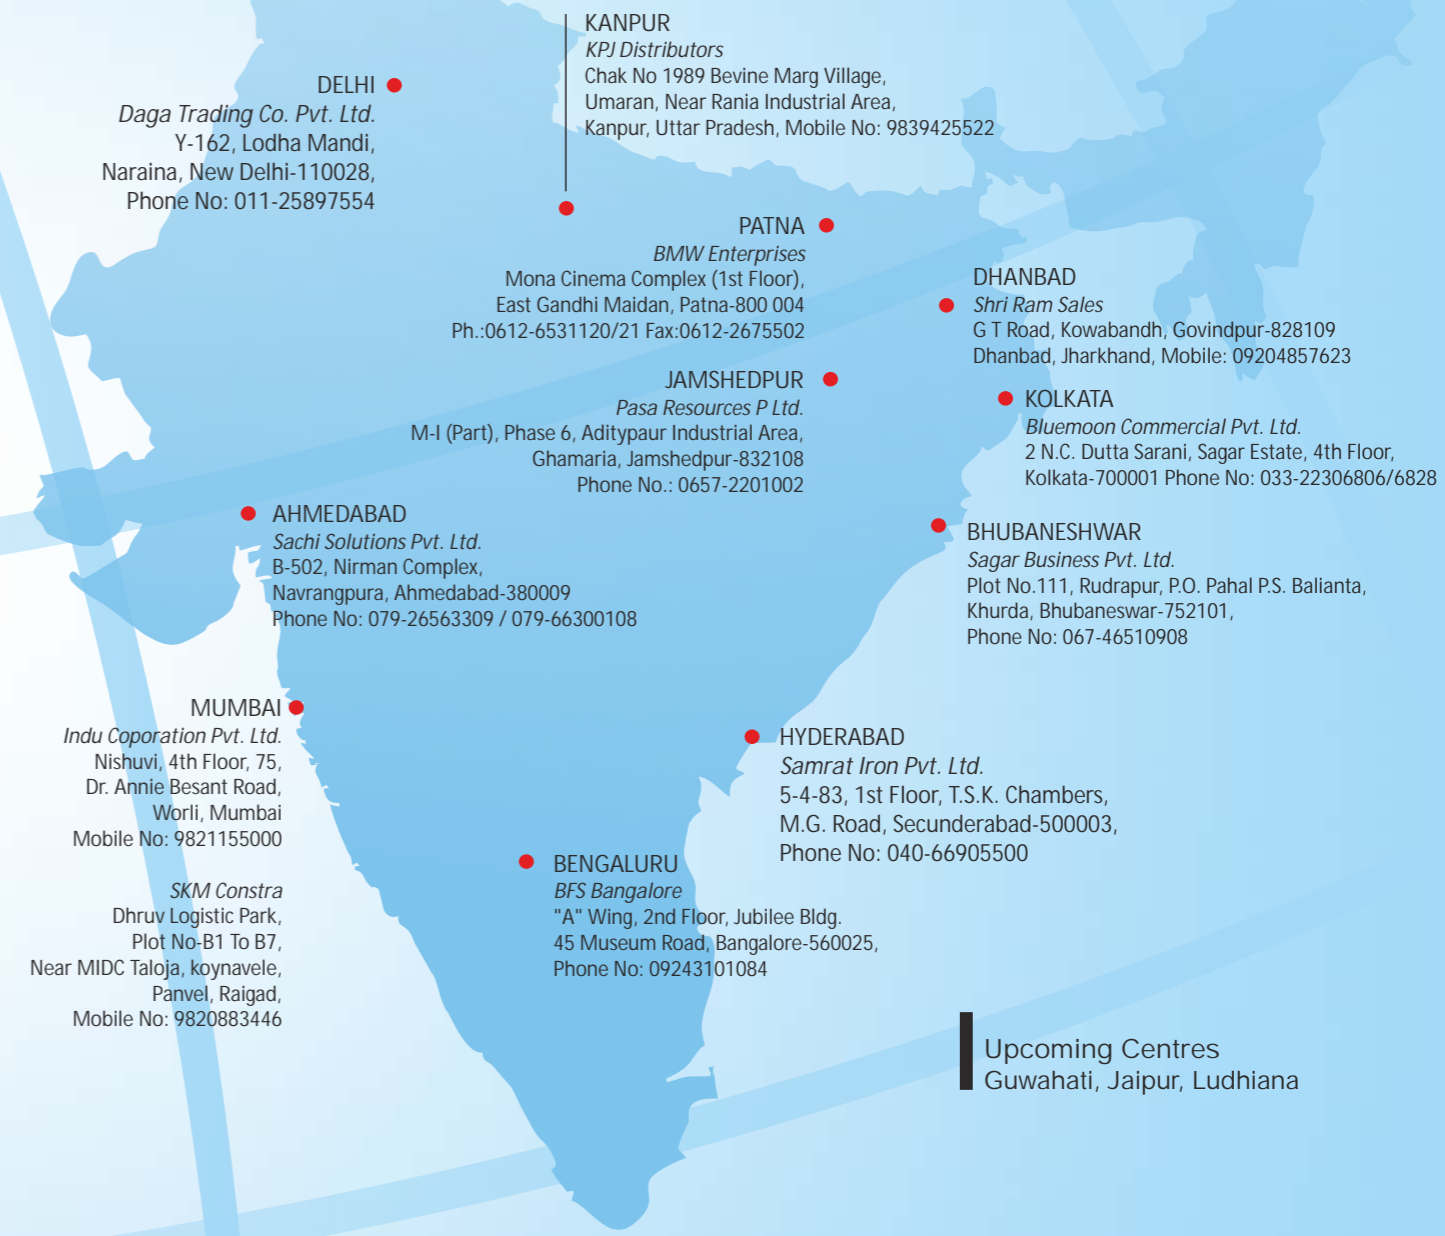 KANPUR
KPJ Distributors
Chak No 1989 Bevine Marg Village,
Umaran, Near Rania Industrial Area,
Kanpur, Uttar Pradesh, Mobile No: 9839425522
DELHI
Daga Trading Co. Pvt. Ltd.
Y-162, Lodha Mandi,
Naraina, New Delhi-110028,
Phone No: 011-25897554
PATNA
BMW Enterprises
Mona Cinema Complex (1st Floor),
East Gandhi Maidan, Patna-800 004
Ph.:0612-6531120/21 Fax:0612-2675502
DHANBAD
Shri Ram Sales
G T Road, Kowabandh, Govindpur-828109
Dhanbad, Jharkhand, Mobile: 09204857623
JAMSHEDPUR
Pasa Resources P Ltd.
M-I (Part), Phase 6, Aditypaur Industrial Area,
Ghamaria, Jamshedpur-832108
Phone No.: 0657-2201002
KOLKATA
Bluemoon Commercial Pvt. Ltd.
2 N.C. Dutta Sarani, Sagar Estate, 4th Floor,
Kolkata-700001 Phone No: 033-22306806/6828
AHMEDABAD
Sachi Solutions Pvt. Ltd.
B-502, Nirman Complex,
Navrangpura, Ahmedabad-380009
Phone No: 079-26563309 / 079-66300108
BHUBANESHWAR
Sagar Business Pvt. Ltd.
Plot No.111, Rudrapur, P.O. Pahal P.S. Balianta,
Khurda, Bhubaneswar-752101,
Phone No: 067-46510908
MUMBAI
Indu Coporation Pvt. Ltd.
Nishuvi, 4th Floor, 75,
Dr. Annie Besant Road,
Worli, Mumbai
Mobile No: 9821155000
SKM Constra
Dhruv Logistic Park,
Plot No-B1 To B7,
Near MIDC Taloja, koynavele,
Panvel, Raigad,
Mobile No: 9820883446
HYDERABAD
Samrat Iron Pvt. Ltd.
5-4-83, 1st Floor, T.S.K. Chambers,
M.G. Road, Secunderabad-500003,
Phone No: 040-66905500
BENGALURU
BFS Bangalore
"A" Wing, 2nd Floor, Jubilee Bldg.
45 Museum Road, Bangalore-560025,
Phone No: 09243101084
Upcoming Centres
Guwahati, Jaipur, Ludhiana